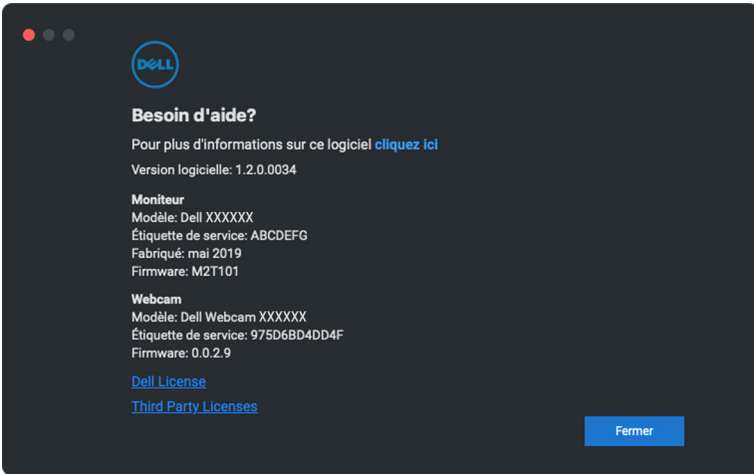 DELL
Besoin d'aide?
Pour plus d'informations sur ce logiciel cliquez ici
Version logicielle: 1.2.0.0034
Moniteur
Modèle: Dell XXXXXX
Étiquette de service: ABCDEFG
Fabriqué: mai 2019
Firmware: M2T101
Webcam
Modèle: Dell Webcam XXXXXX
Étiquette de service: 975D6BD4DD4F
Firmware: 0.0.2.9
Dell License
Third Party Licenses
Fermer